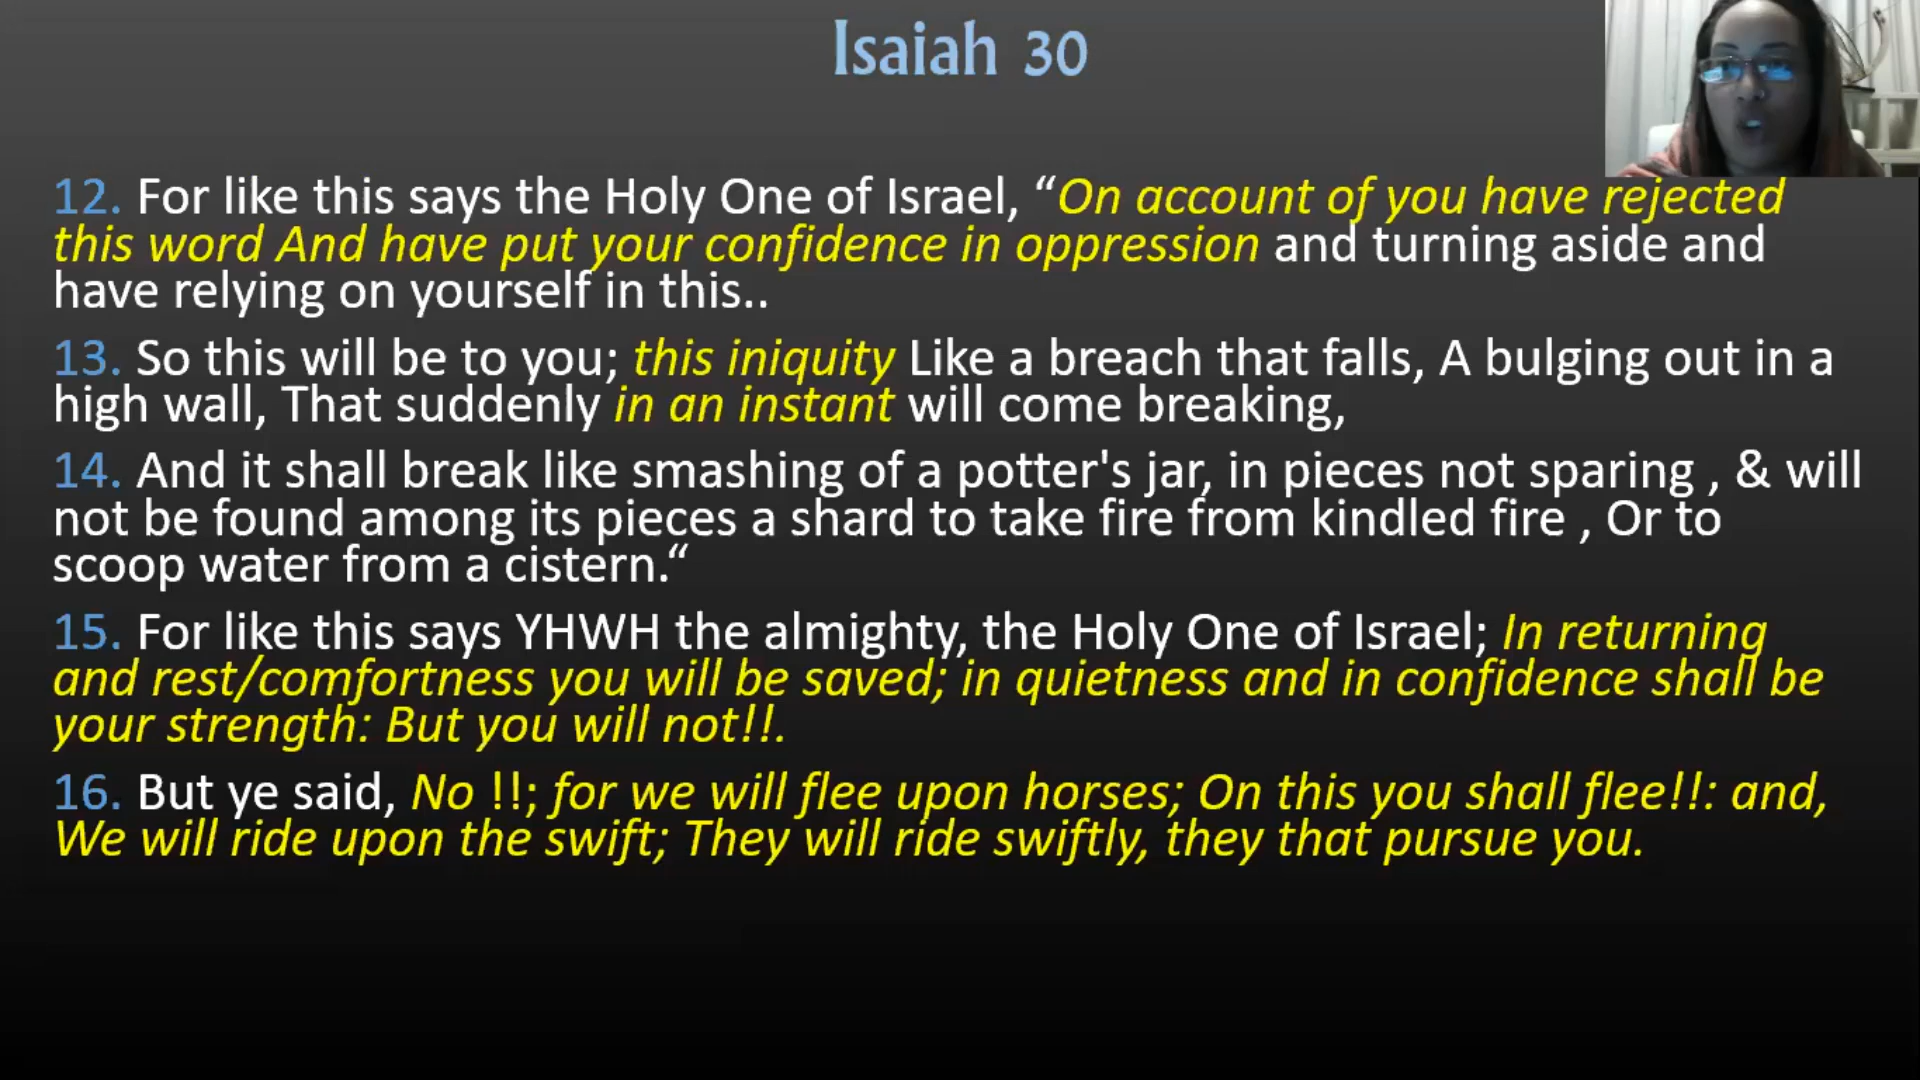 Isaiah 30
12. For like this says the Holy One of Israel, “On account of you have rejected
this word And have put your confidence in oppression and turning aside and
have relying on yourself in this..
13. So this will be to you; this iniquity Like a breach that falls, A bulging out in a
high wall, That suddenly in an instant will come breaking,
14. And it shall break like smashing of a potter's jar, in pieces not sparing , & will
not be found among its pieces a shard to take fire from kindled fire , Or to
scoop water from a cistern.“
15. For like this says YHWH the almighty, the Holy One of Israel; In returning
and rest/comfortness you will be saved; in quietness and in confidence shall be
your strength: But you will not!!.
16. But ye said, No !!; for we will flee upon horses; On this you shall flee!!: and,
We will ride upon the swift; They will ride swiftly, they that pursue you.